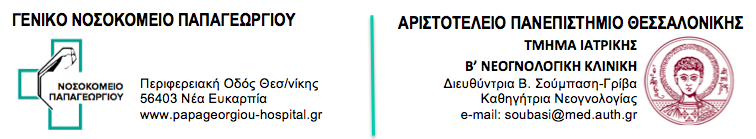 ΓΕΝΙΚΟ ΝΟΣΟΚΟΜΕΙΟ ΠΑΠΑΓΕΩΡΓΙΟΥ
ΝΟΣΟΚΟΜΕΙΟ
ΠΑΠΑΓΕΩΡΓΙΟΥ
Περιφερειακή Οδός Θεσ/νίκης
56403 Νέα Ευκαρπία
www.papageorgiou-hospital.gr
ΑΡΙΣΤΟΤΕΛΕΙΟ ΠΑΝΕΠΙΣΤΗΜΙΟ ΘΕΣΣΑΛΟΝΙΚΗΣ
ΤΜΗΜΑ ΙΑΤΡΙΚΗΣ
Β’ ΝΕΟΓΝΟΛΟΓΙΚΗ ΚΛΙΝΙΚΗ
Διευθύντρια Β. Σούμπαση-Γρίβα
Καθηγήτρια Νεογνολογίας
e-mail: soubasi@med.auth.gr